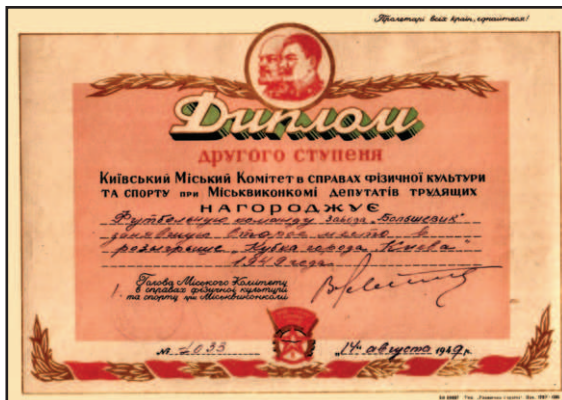 Пролетарі всіх країн, єднайтеся!
Диплом
ДРУГОГО СТУПЕНЯ
Київський Міський Комітет в справах фізичної культури
та спорту при Міськвиконкомі депутатів трудящих
НАГОРОДЖУЄ
Футбольную команду завода „Большевик"
занявшую второе место в
розыгрыше Кубка города Киева
1949 года
Голова Міського Комітету
в справах фізичної культури
та спорту при Міськвиконкомі
№ 2033 „14" августа 1949 р.